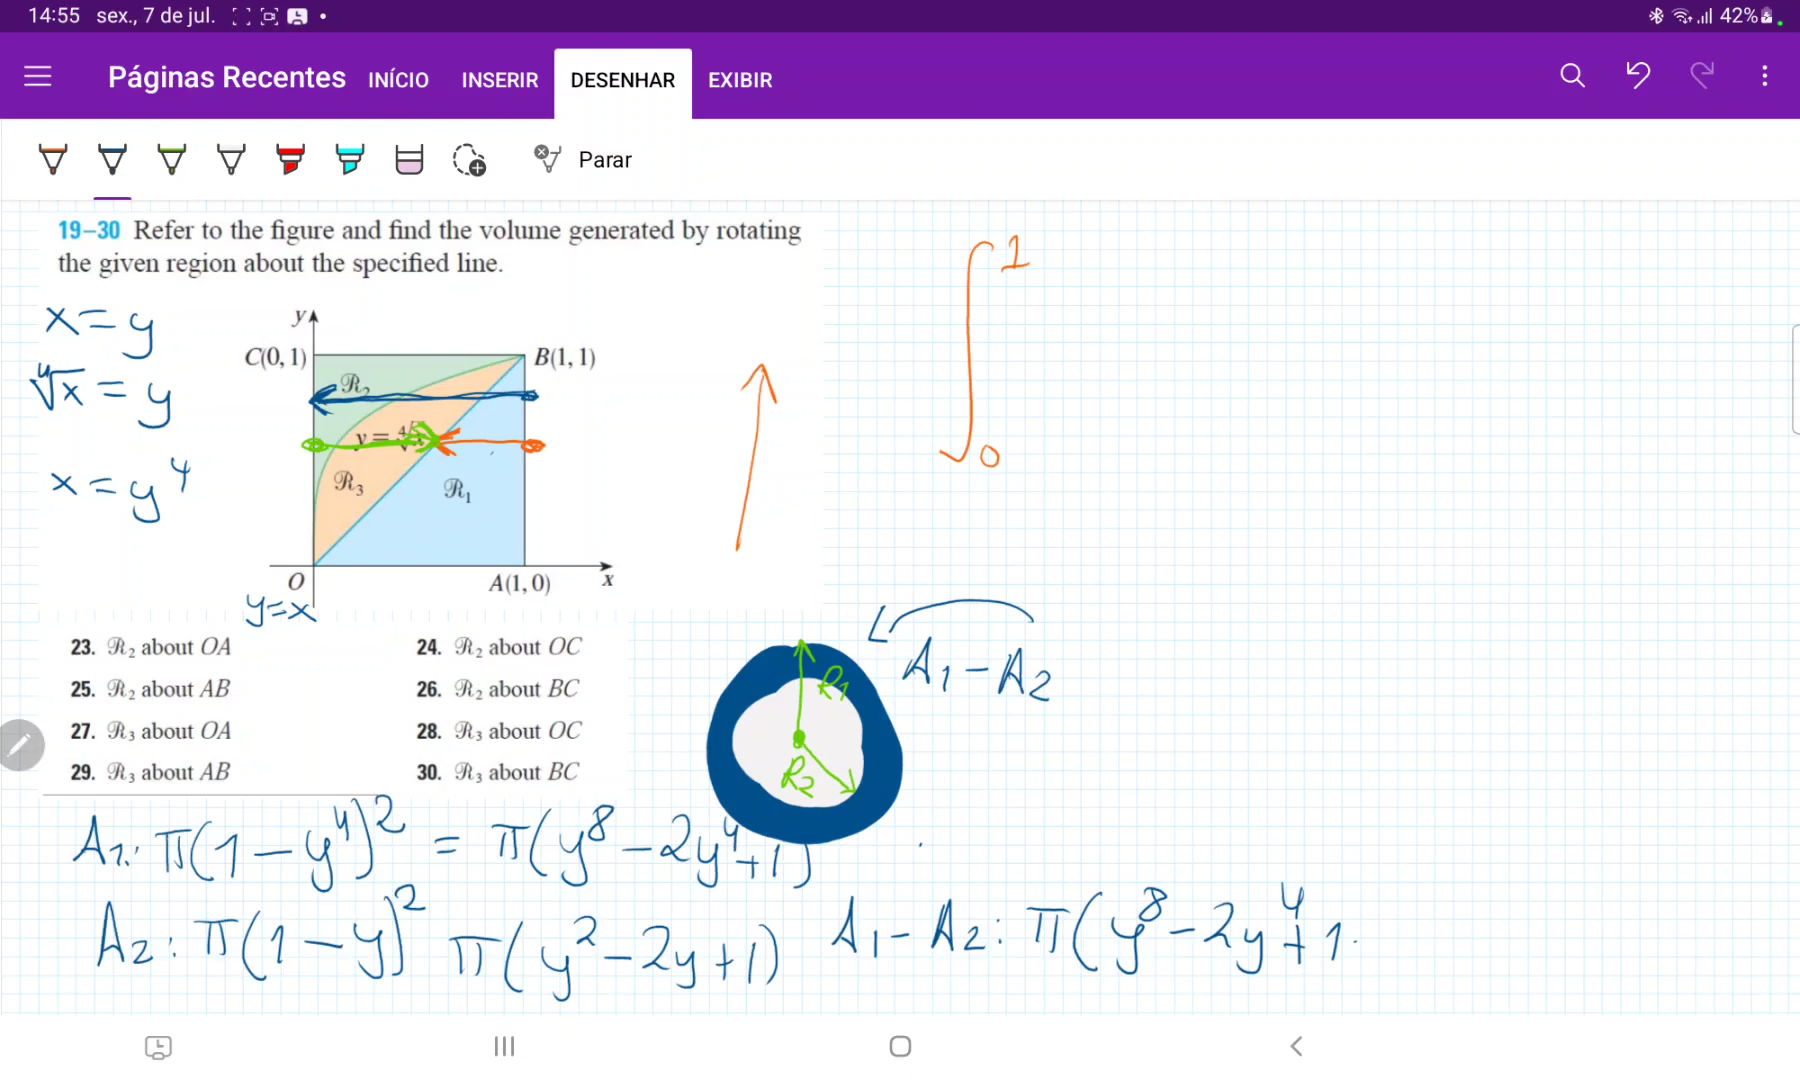 14:55 sex., 7 de jul. 42%
Páginas Recentes INÍCIO INSERIR DESENHAR EXIBIR
Parar
19–30 Refer to the figure and find the volume generated by rotating
the given region about the specified line.
x = y
∜x = y
x = y⁴
y
C(0, 1)
B(1, 1)
ℛ₂
y = ∜x
ℛ₃
ℛ₁
O
A(1, 0)
x
y=x
1
∫
0
23. ℛ₂ about OA
24. ℛ₂ about OC
25. ℛ₂ about AB
26. ℛ₂ about BC
27. ℛ₃ about OA
28. ℛ₃ about OC
29. ℛ₃ about AB
30. ℛ₃ about BC
R1
R2
A₁ – A₂
A₁: π(1 – y⁴)² = π(y⁸ – 2y⁴ + 1)
A₂: π(1 – y)² π(y² – 2y + 1)
A₁ – A₂: π(y⁸ – 2y⁴ + 1